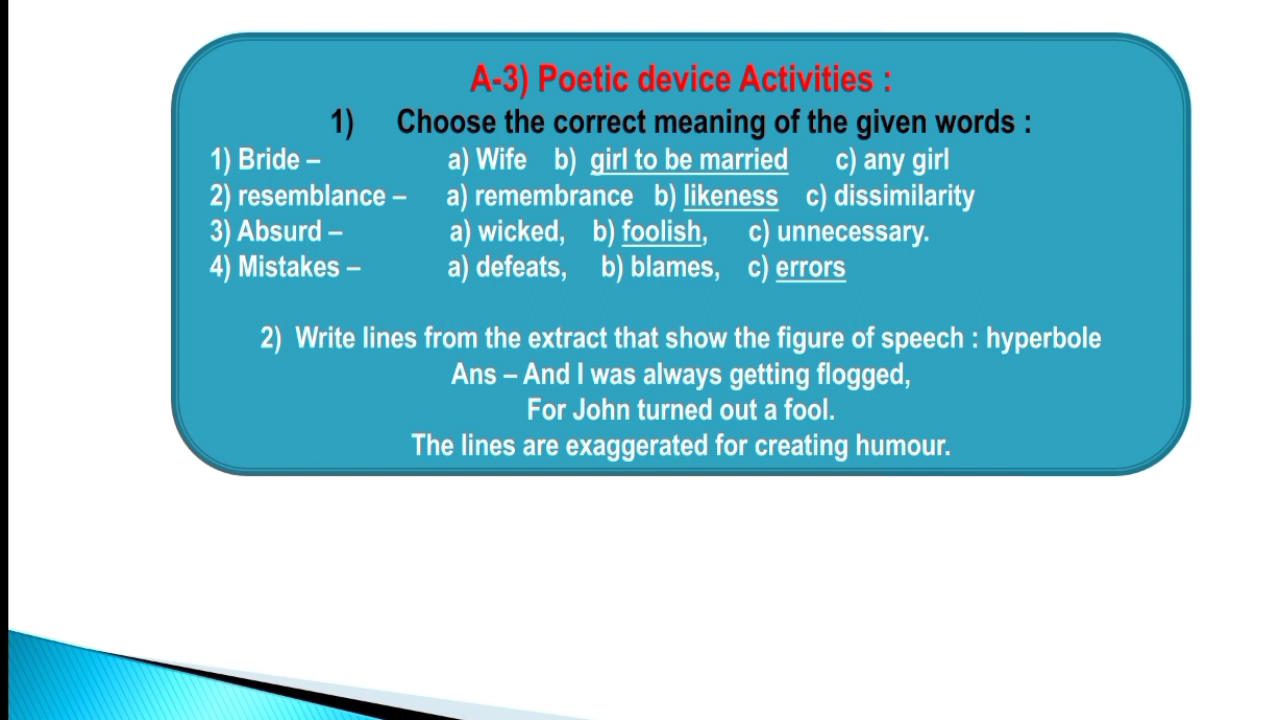 A-3) Poetic device Activities :
1) Choose the correct meaning of the given words :
1) Bride – a) Wife b) girl to be married c) any girl
2) resemblance – a) remembrance b) likeness c) dissimilarity
3) Absurd – a) wicked, b) foolish, c) unnecessary.
4) Mistakes – a) defeats, b) blames, c) errors
2) Write lines from the extract that show the figure of speech : hyperbole
Ans – And I was always getting flogged,
For John turned out a fool.
The lines are exaggerated for creating humour.